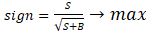 sign = S/√(S+B) → max